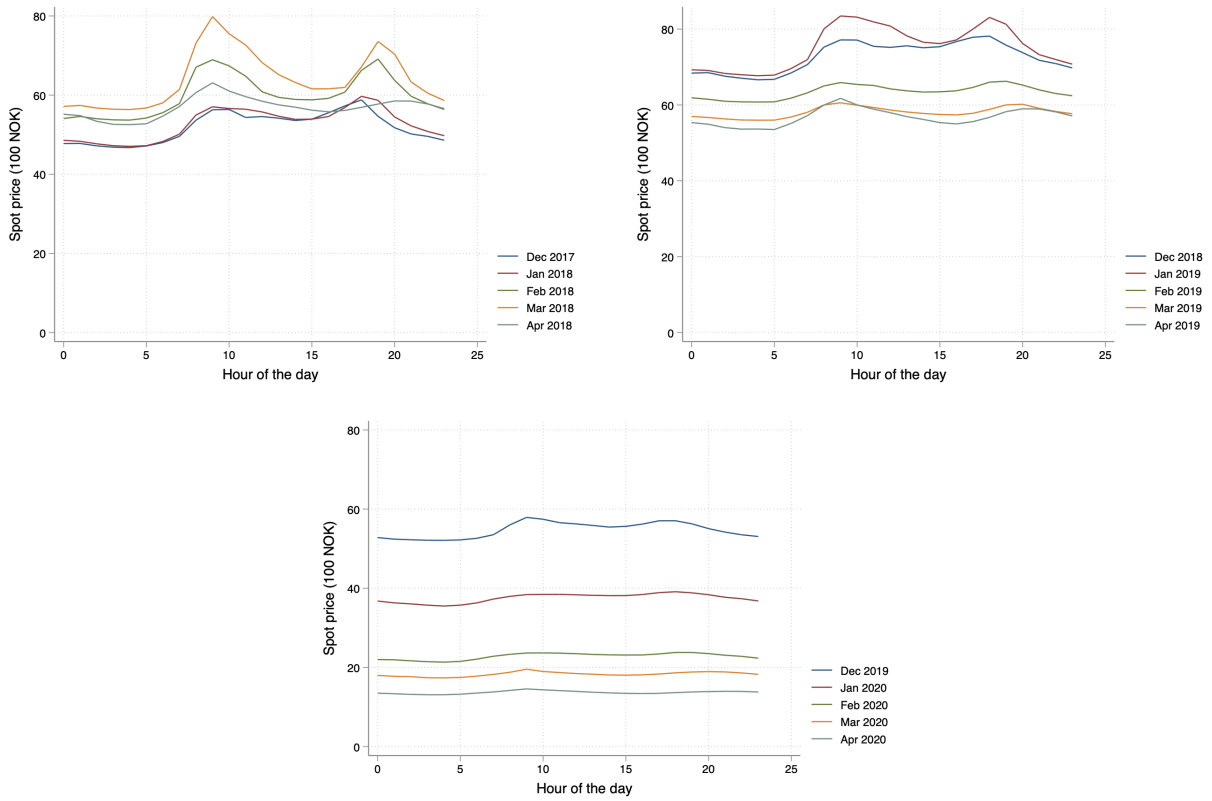 80
60
40
20
0
Spot price (100 NOK)
0 5 10 15 20 25
Hour of the day
Dec 2017
Jan 2018
Feb 2018
Mar 2018
Apr 2018
80
60
40
20
0
Spot price (100 NOK)
0 5 10 15 20 25
Hour of the day
Dec 2018
Jan 2019
Feb 2019
Mar 2019
Apr 2019
80
60
40
20
0
Spot price (100 NOK)
0 5 10 15 20 25
Hour of the day
Dec 2019
Jan 2020
Feb 2020
Mar 2020
Apr 2020